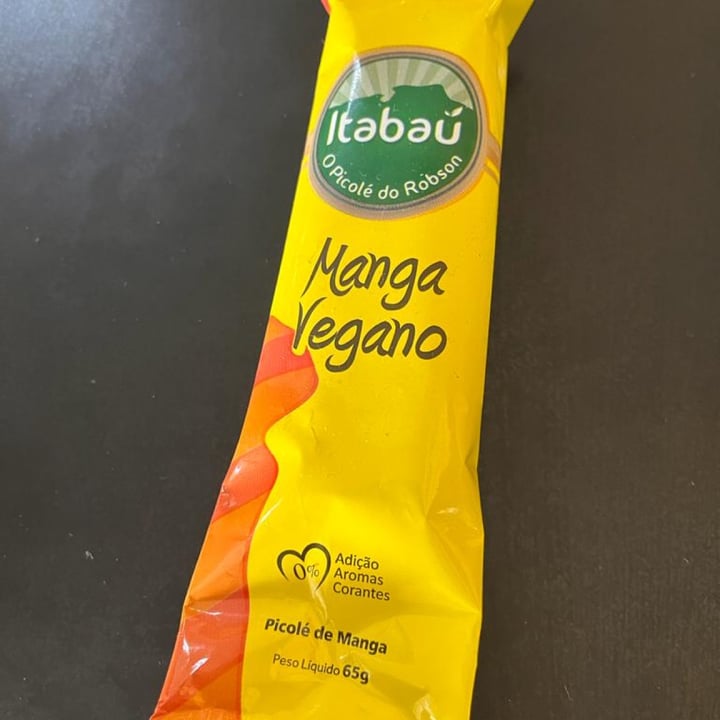 Itabaú
O Picolé do Robson
Manga
Vegano
0%
Adição
Aromas
Corantes
Picolé de Manga
Peso Líquido 65g